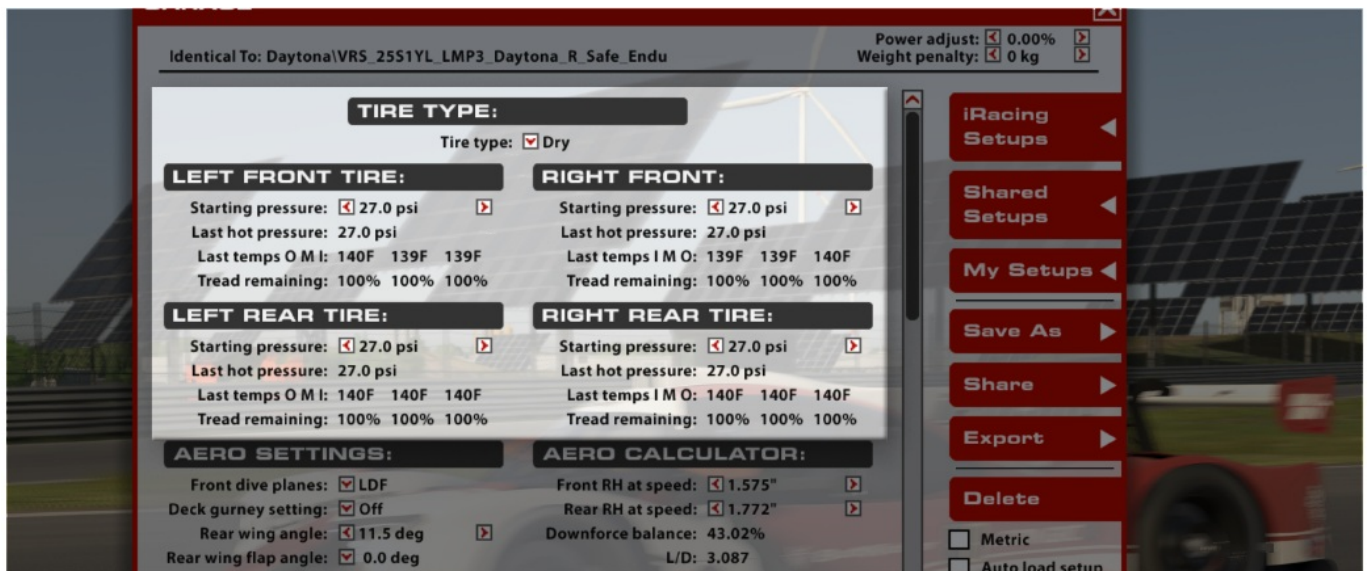 Identical To: Daytona\VRS_25S1YL_LMP3_Daytona_R_Safe_Endu
Power adjust: 0.00%
Weight penalty: 0 kg
TIRE TYPE:
Tire type: Dry
LEFT FRONT TIRE:
Starting pressure: 27.0 psi
Last hot pressure: 27.0 psi
Last temps O M I: 140F 139F 139F
Tread remaining: 100% 100% 100%
RIGHT FRONT:
Starting pressure: 27.0 psi
Last hot pressure: 27.0 psi
Last temps I M O: 139F 139F 140F
Tread remaining: 100% 100% 100%
LEFT REAR TIRE:
Starting pressure: 27.0 psi
Last hot pressure: 27.0 psi
Last temps O M I: 140F 140F 140F
Tread remaining: 100% 100% 100%
RIGHT REAR TIRE:
Starting pressure: 27.0 psi
Last hot pressure: 27.0 psi
Last temps I M O: 140F 140F 140F
Tread remaining: 100% 100% 100%
AERO SETTINGS:
Front dive planes: LDF
Deck gurney setting: Off
Rear wing angle: 11.5 deg
Rear wing flap angle: 0.0 deg
AERO CALCULATOR:
Front RH at speed: 1.575"
Rear RH at speed: 1.772"
Downforce balance: 43.02%
L/D: 3.087
iRacing
Setups
Shared
Setups
My Setups
Save As
Share
Export
Delete
Metric
Auto load setup